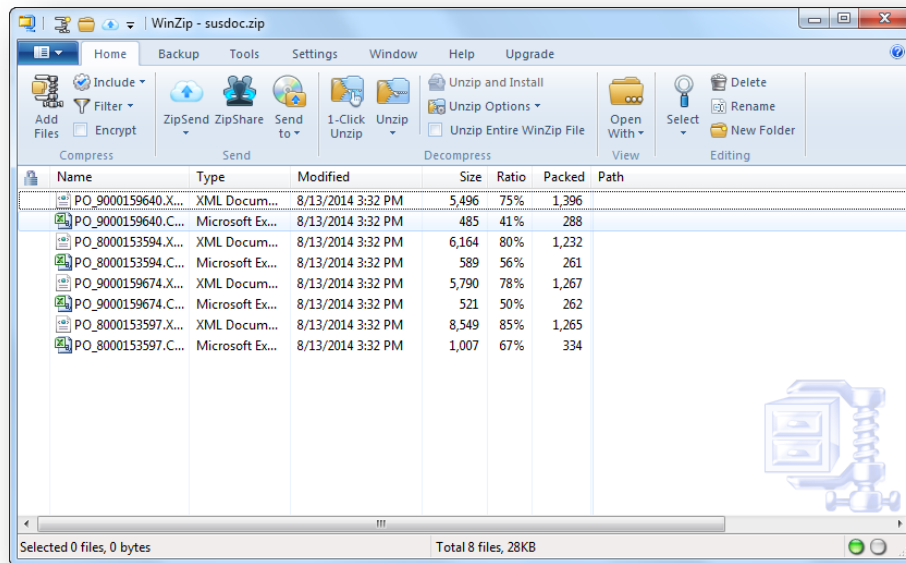 WinZip - susdoc.zip
Home Backup Tools Settings Window Help Upgrade
Add Files
Include
Filter
Encrypt
Compress
ZipSend
ZipShare
Send to
Send
1-Click Unzip
Unzip
Unzip and Install
Unzip Options
Unzip Entire WinZip File
Decompress
Open With
View
Select
Delete
Rename
New Folder
Editing
Name Type Modified Size Ratio Packed Path
PO_9000159640.X... XML Docum... 8/13/2014 3:32 PM 5,496 75% 1,396
PO_9000159640.C... Microsoft Ex... 8/13/2014 3:32 PM 485 41% 288
PO_8000153594.X... XML Docum... 8/13/2014 3:32 PM 6,164 80% 1,232
PO_8000153594.C... Microsoft Ex... 8/13/2014 3:32 PM 589 56% 261
PO_9000159674.X... XML Docum... 8/13/2014 3:32 PM 5,790 78% 1,267
PO_9000159674.C... Microsoft Ex... 8/13/2014 3:32 PM 521 50% 262
PO_8000153597.X... XML Docum... 8/13/2014 3:32 PM 8,549 85% 1,265
PO_8000153597.C... Microsoft Ex... 8/13/2014 3:32 PM 1,007 67% 334
Selected 0 files, 0 bytes Total 8 files, 28KB